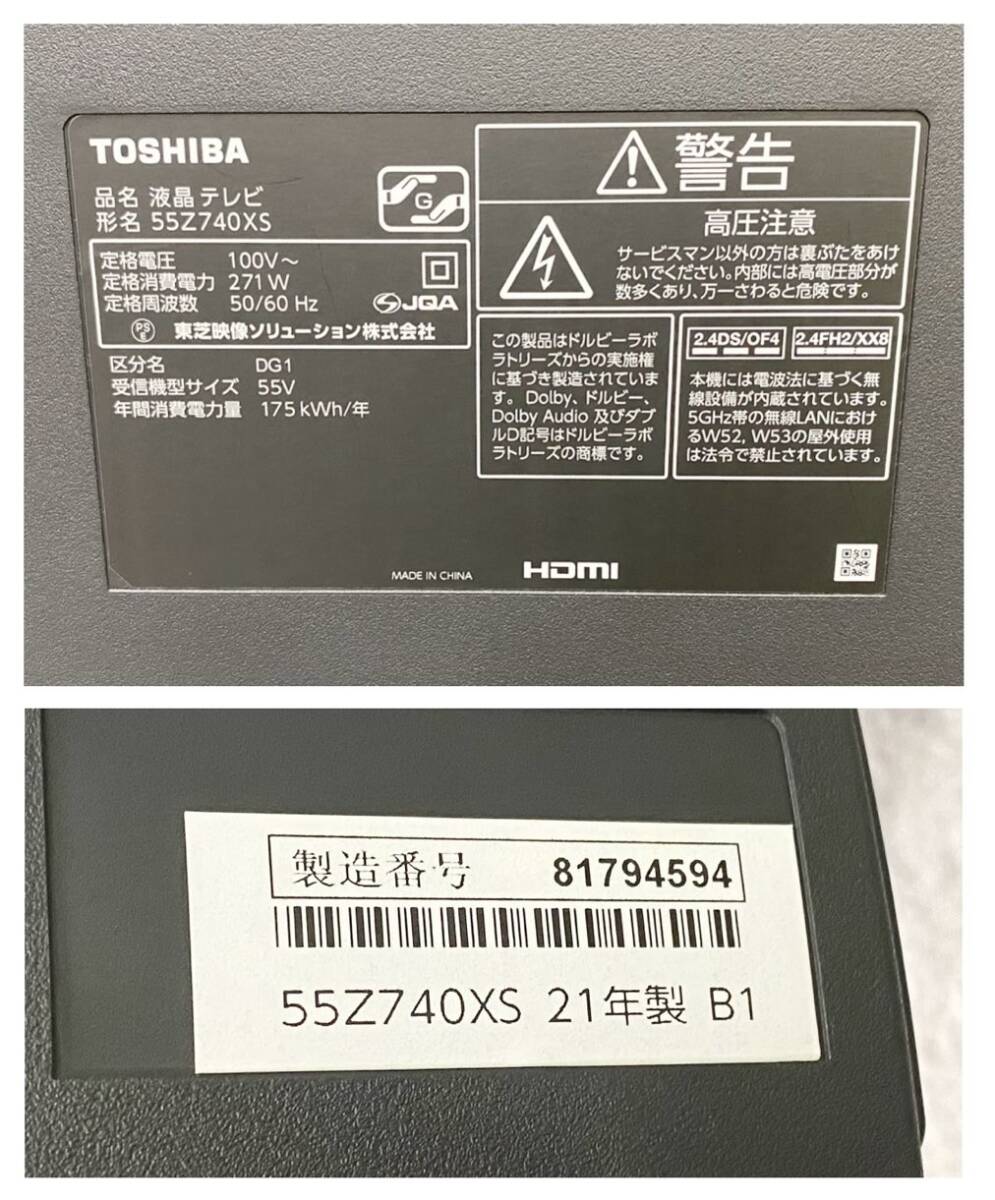 TOSHIBA
品名 液晶テレビ
形名 55Z740XS
G
定格電圧 100V～
定格消費電力 271W
定格周波数 50/60 Hz
SJQA
PS
E
東芝映像ソリューション株式会社
区分名 DG1
受信機型サイズ 55V
年間消費電力量 175kWh/年
警告
高圧注意
サービスマン以外の方は裏ぶたをあけ
ないでください。内部には高電圧部分が
数多くあり、万一さわると危険です。
この製品はドルビーラボ
ラトリーズからの実施権
に基づき製造されていま
す。Dolby、ドルビー、
Dolby Audio 及びダブ
ルD記号はドルビーラボ
ラトリーズの商標です。
2.4DS/OF4 2.4FH2/XX8
本機には電波法に基づく無
線設備が内蔵されています。
5GHz帯の無線LANにおけ
るW52, W53の屋外使用
は法令で禁止されています。
MADE IN CHINA
HDMI
製造番号 81794594
55Z740XS 21年製 B1